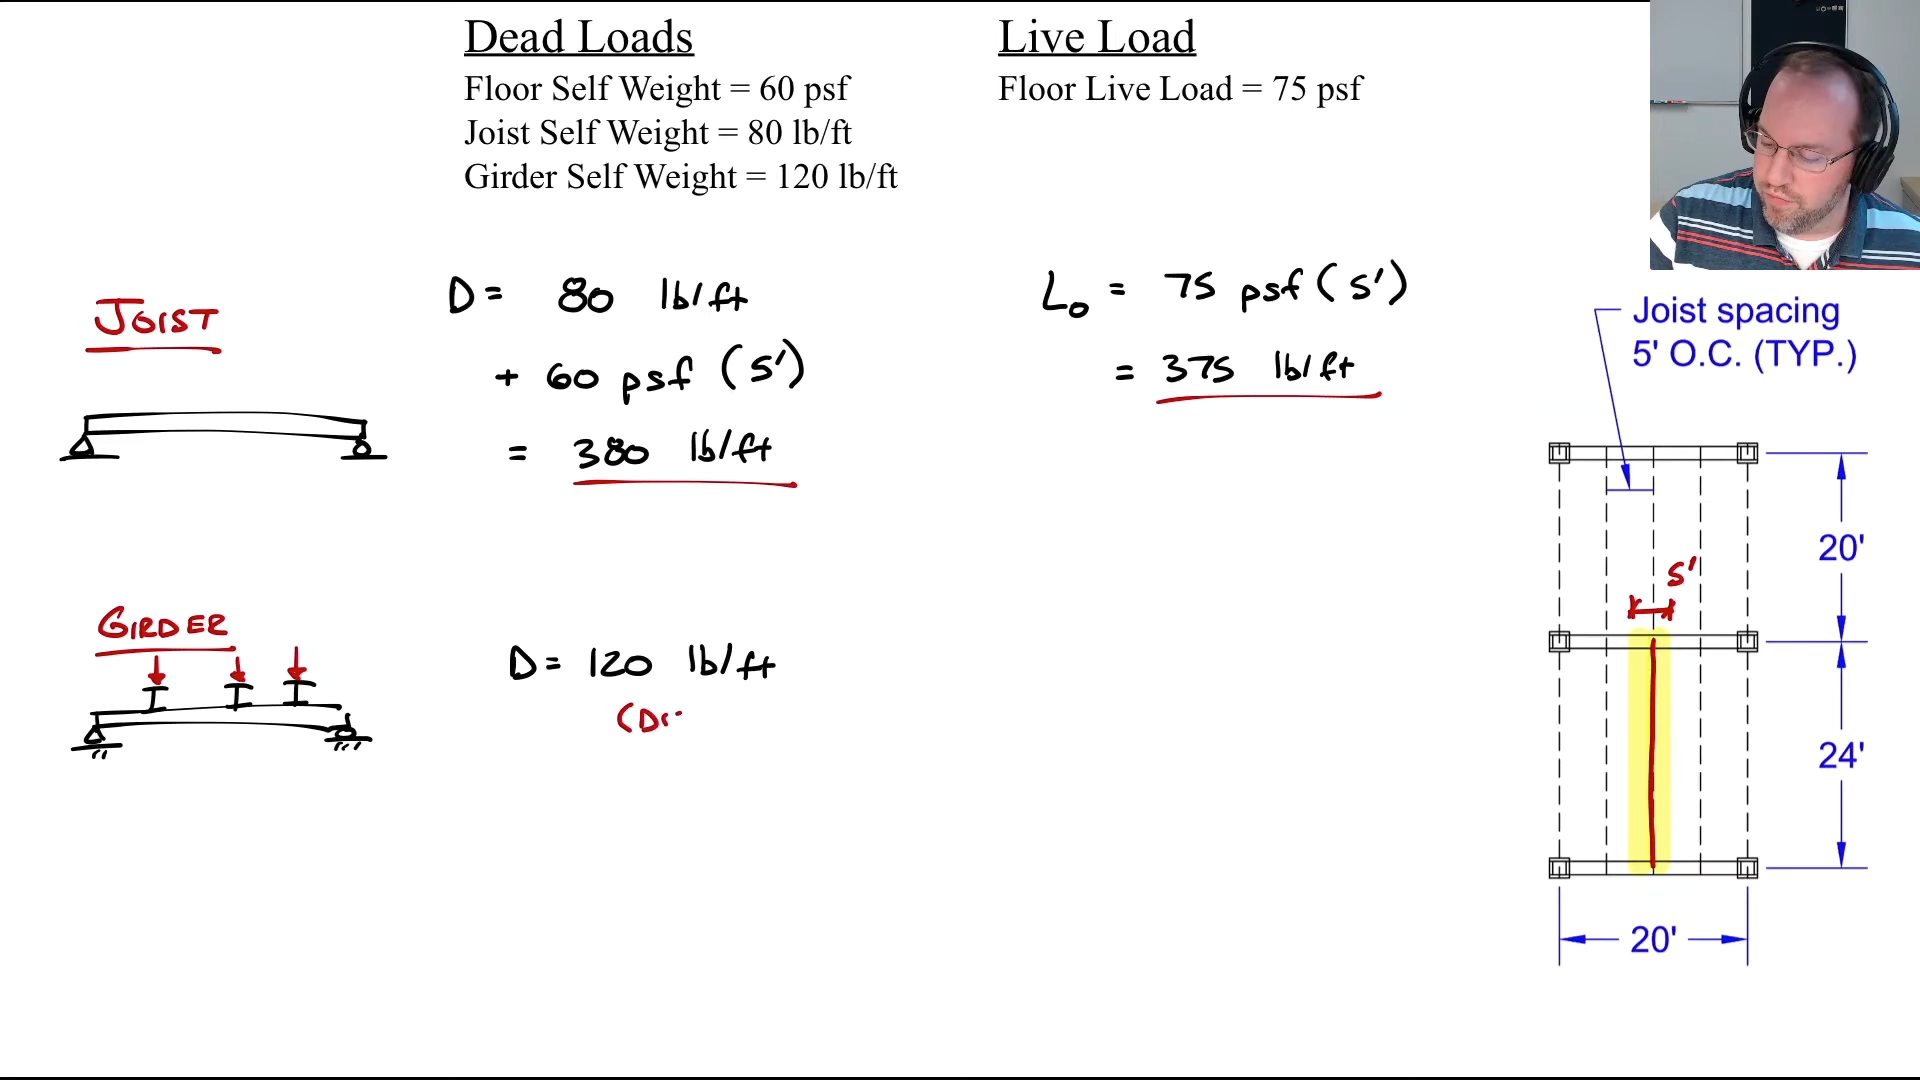 Dead Loads
Floor Self Weight = 60 psf
Joist Self Weight = 80 lb/ft
Girder Self Weight = 120 lb/ft
Live Load
Floor Live Load = 75 psf
JOIST
D = 80 lb/ft
+ 60 psf (5')
= 380 lb/ft
L₀ = 75 psf (5')
= 375 lb/ft
GIRDER
D = 120 lb/ft
Joist spacing
5' O.C. (TYP.)
20'
5'
24'
20'